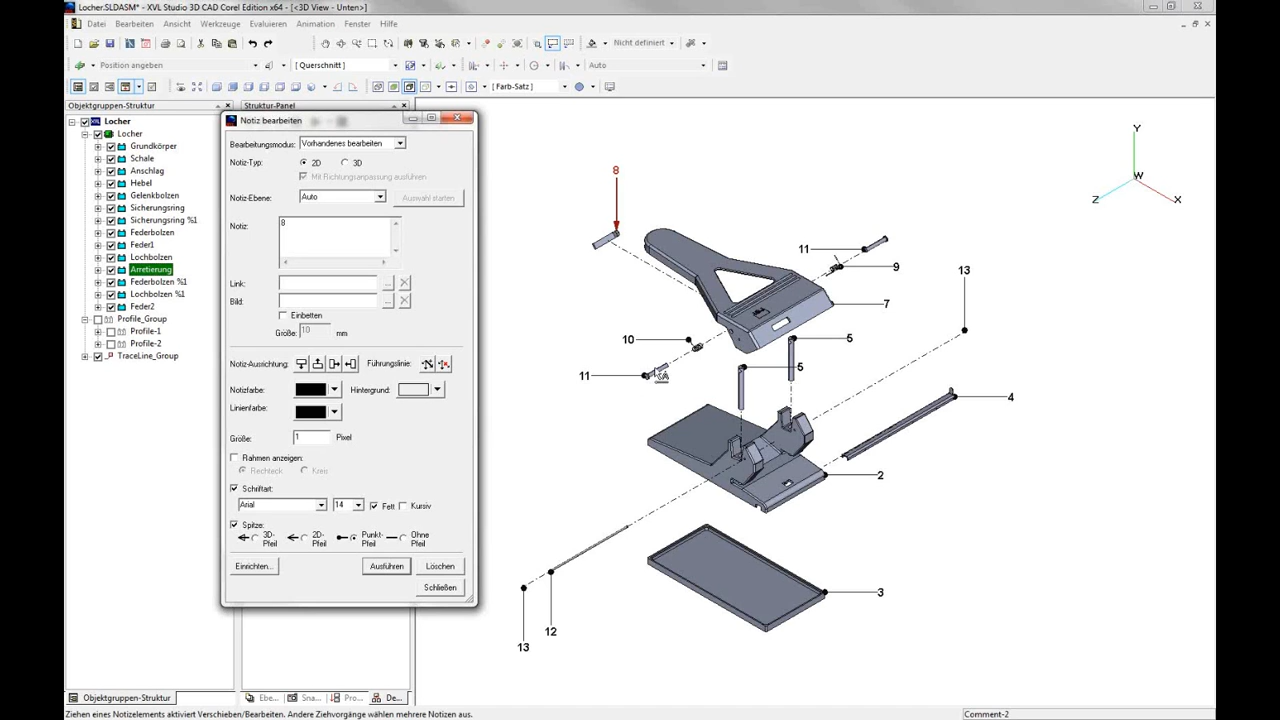 Locher.SLDASM* - XVL Studio 3D CAD Corel Edition x64 - [<3D View - Unten>]
Datei Bearbeiten Ansicht Werkzeuge Evaluieren Animation Fenster Hilfe
Nicht definiert
Position angeben [ Querschnitt ] Auto
[ Farb-Satz ]
Objektgruppen-Struktur
Struktur-Panel
Locher
Locher
Grundkörper
Schale
Anschlag
Hebel
Gelenkbolzen
Sicherungsring
Sicherungsring %1
Federbolzen
Feder1
Lochbolzen
Arretierung
Federbolzen %1
Lochbolzen %1
Feder2
Profile_Group
Profile-1
Profile-2
TraceLine_Group
Notiz bearbeiten
Bearbeitungsmodus: Vorhandenes bearbeiten
Notiz-Typ: 2D 3D
Mit Richtungsanpassung ausführen
Notiz-Ebene: Auto Auswahl starten
Notiz: 8
Link: ...
Bild: ...
Einbetten
Größe: 10 mm
Notiz-Ausrichtung: Führungslinie:
Notizfarbe: Hintergrund:
Linienfarbe:
Größe: 1 Pixel
Rahmen anzeigen:
Rechteck Kreis
Schriftart:
Arial 14 Fett Kursiv
Spitze:
3D-Pfeil 2D-Pfeil Punkt-Pfeil Ohne Pfeil
Einrichten... Ausführen Löschen
Schließen
8
11
9
13
7
10
5
11
5
4
2
3
12
13
Y
W
Z
X
Objektgruppen-Struktur Ebe... Sna... Pro... De...
Ziehen eines Notizelements aktiviert Verschieben/Bearbeiten. Andere Ziehvorgänge wählen mehrere Notizen aus.
Comment-2